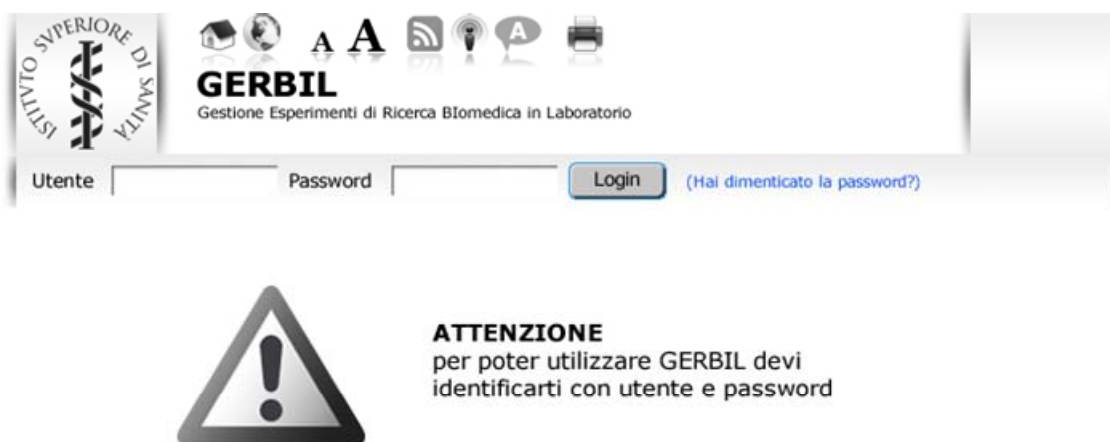 ISTITVTO SVPERIORE DI SANITÀ
A A A
GERBIL
Gestione Esperimenti di Ricerca BIomedica in Laboratorio
Utente Password Login (Hai dimenticato la password?)
!
ATTENZIONE
per poter utilizzare GERBIL devi
identificarti con utente e password